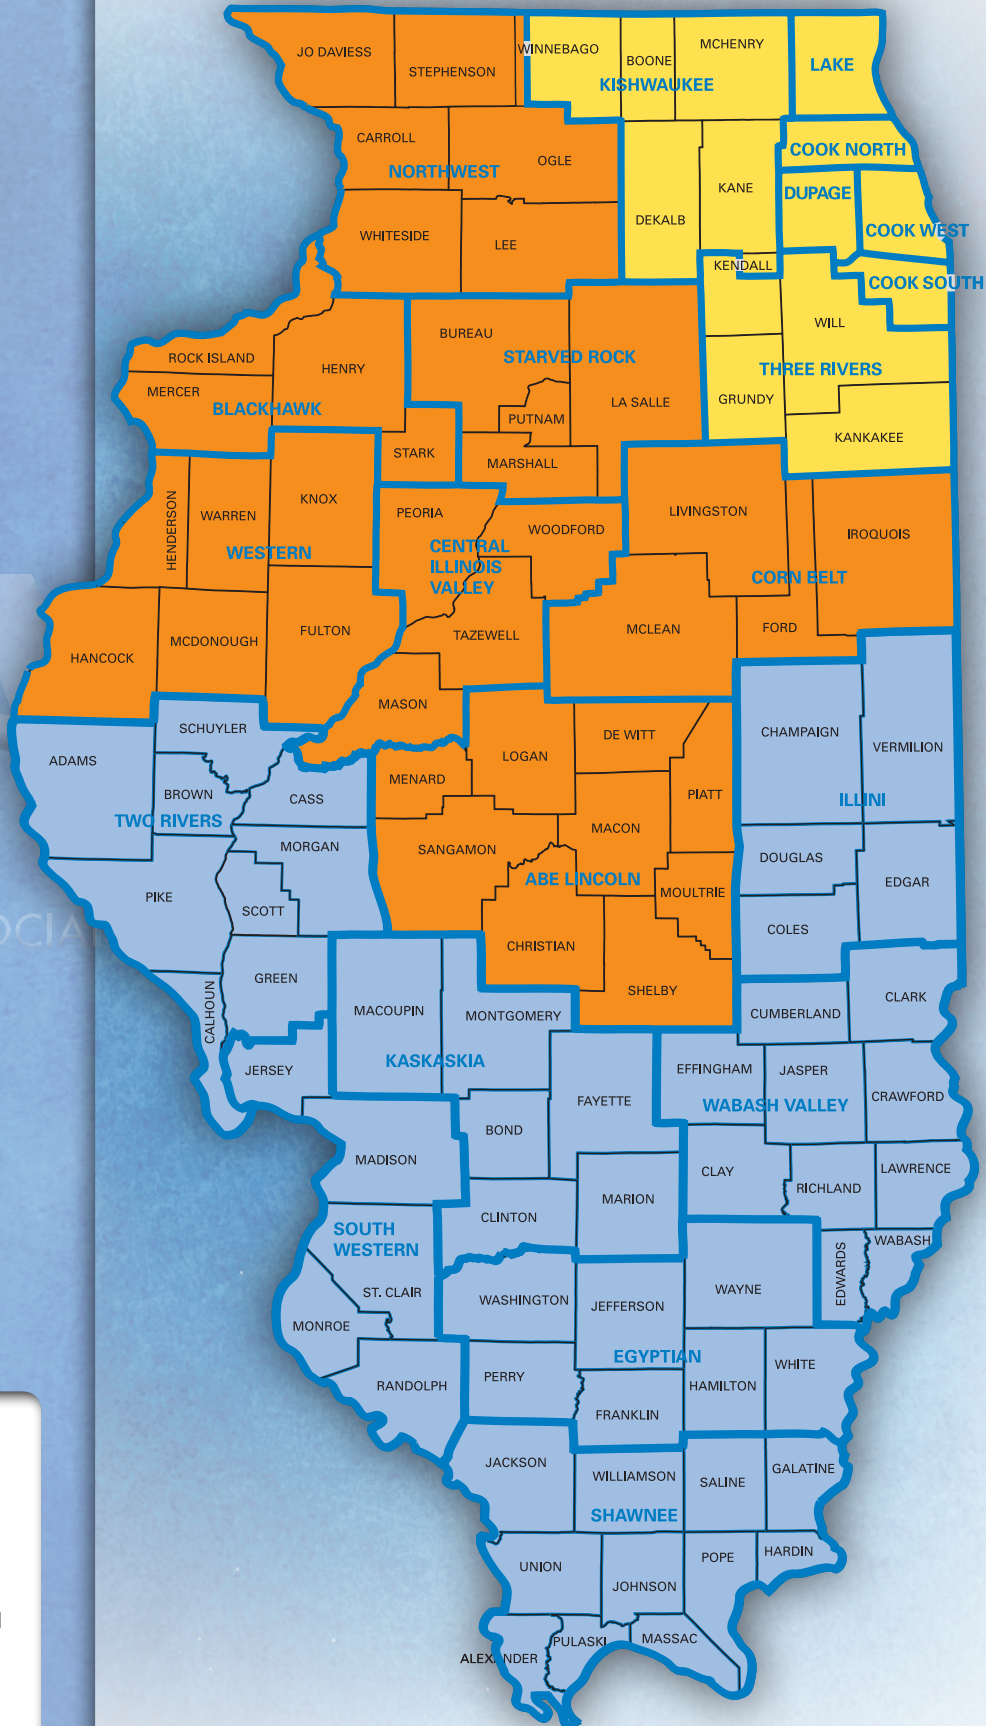 JO DAVIESS
STEPHENSON
WINNEBAGO
BOONE
MCHENRY
LAKE
KISHWAUKEE
CARROLL
NORTHWEST
OGLE
COOK NORTH
DEKALB
KANE
DUPAGE
COOK WEST
WHITESIDE
LEE
KENDALL
COOK SOUTH
WILL
BUREAU
STARVED ROCK
ROCK ISLAND
HENRY
MERCER
BLACKHAWK
THREE RIVERS
LA SALLE
GRUNDY
PUTNAM
KANKAKEE
STARK
MARSHALL
HENDERSON
WARREN
KNOX
WESTERN
PEORIA
CENTRAL
ILLINOIS
VALLEY
WOODFORD
LIVINGSTON
IROQUOIS
CORN BELT
HANCOCK
MCDONOUGH
FULTON
TAZEWELL
MCLEAN
FORD
MASON
SCHUYLER
ADAMS
BROWN
CASS
TWO RIVERS
MENARD
LOGAN
DE WITT
PIATT
CHAMPAIGN
VERMILION
ILLINI
MORGAN
SANGAMON
MACON
ABE LINCOLN
MOULTRIE
DOUGLAS
EDGAR
PIKE
SCOTT
COLES
OCIA
CHRISTIAN
SHELBY
GREEN
CALHOUN
MACOUPIN
MONTGOMERY
CUMBERLAND
CLARK
JERSEY
KASKASKIA
EFFINGHAM
JASPER
FAYETTE
WABASH VALLEY
CRAWFORD
BOND
MADISON
CLAY
RICHLAND
LAWRENCE
MARION
CLINTON
SOUTH
WESTERN
WABASH
EDWARDS
ST. CLAIR
WASHINGTON
JEFFERSON
WAYNE
MONROE
EGYPTIAN
RANDOLPH
PERRY
HAMILTON
WHITE
FRANKLIN
JACKSON
WILLIAMSON
SALINE
GALATINE
SHAWNEE
UNION
JOHNSON
POPE
HARDIN
ALEXANDER
PULASKI
MASSAC